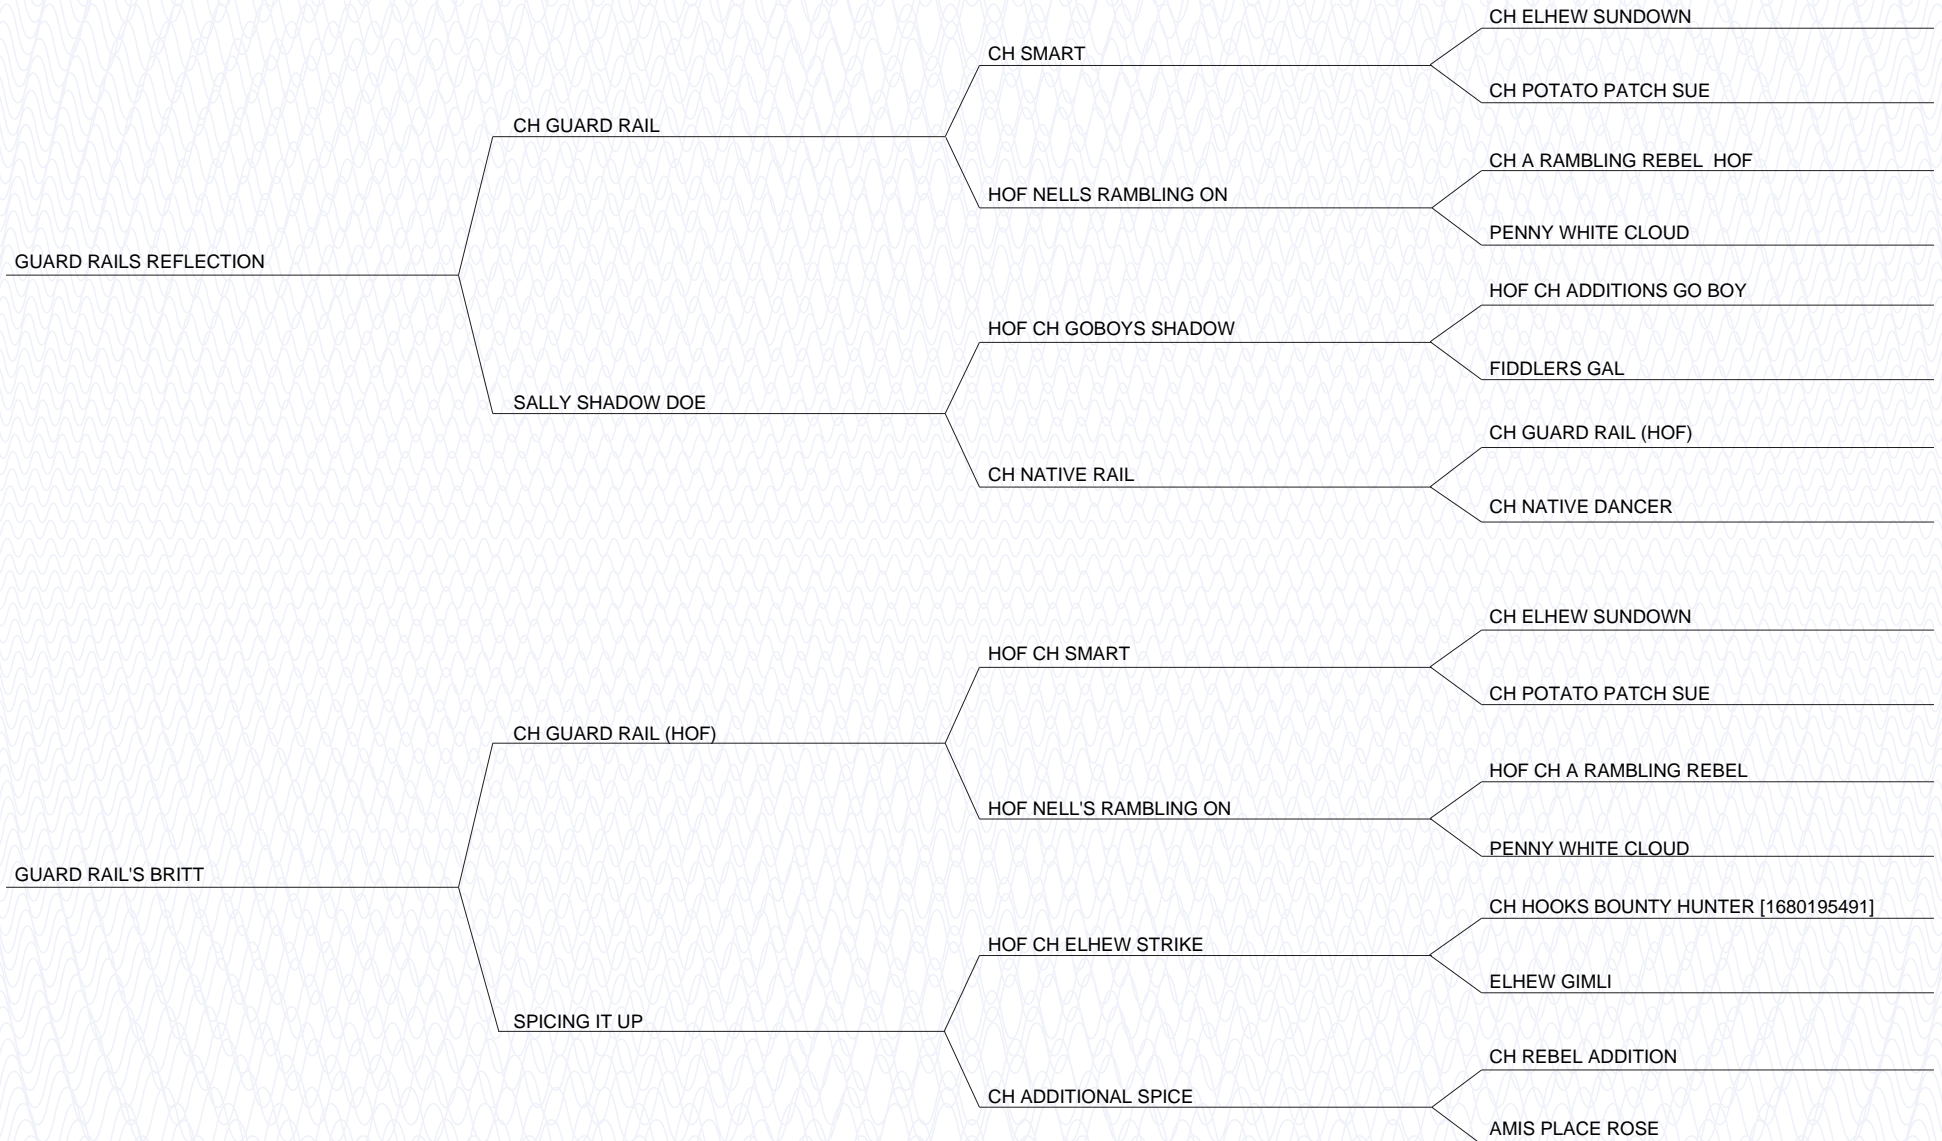 CH ELHEW SUNDOWN
CH SMART
CH POTATO PATCH SUE
CH GUARD RAIL
CH A RAMBLING REBEL  HOF
HOF NELLS RAMBLING ON
PENNY WHITE CLOUD
GUARD RAILS REFLECTION
HOF CH ADDITIONS GO BOY
HOF CH GOBOYS SHADOW
FIDDLERS GAL
SALLY SHADOW DOE
CH GUARD RAIL (HOF)
CH NATIVE RAIL
CH NATIVE DANCER
CH ELHEW SUNDOWN
HOF CH SMART
CH POTATO PATCH SUE
CH GUARD RAIL (HOF)
HOF CH A RAMBLING REBEL
HOF NELL'S RAMBLING ON
PENNY WHITE CLOUD
GUARD RAIL'S BRITT
CH HOOKS BOUNTY HUNTER [1680195491]
HOF CH ELHEW STRIKE
ELHEW GIMLI
SPICING IT UP
CH REBEL ADDITION
CH ADDITIONAL SPICE
AMIS PLACE ROSE